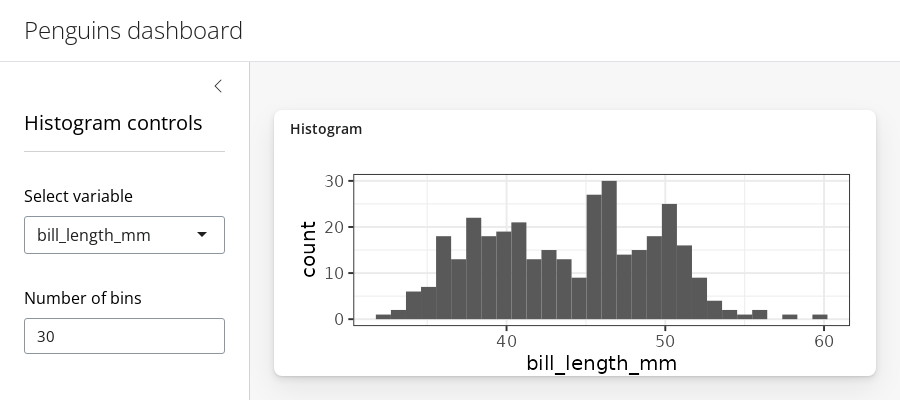 Penguins dashboard
Histogram controls
Select variable
bill_length_mm
Number of bins
30
Histogram
30
20
10
0
count
40 50 60
bill_length_mm